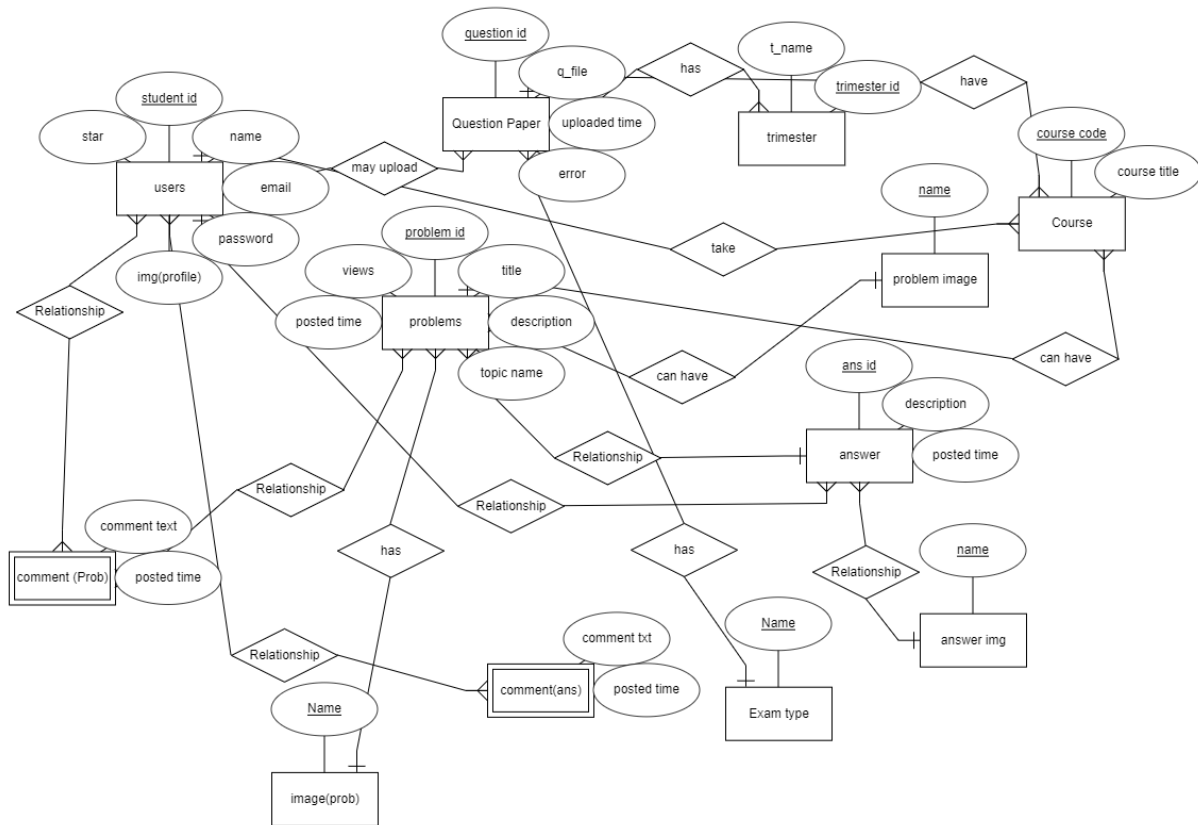 question id
t_name
q_file
has
trimester id
have
student id
Question Paper
uploaded time
trimester
course code
star
name
may upload
error
course title
users
email
name
Course
password
problem id
take
img(profile)
views
title
problem image
Relationship
posted time
problems
description
can have
topic name
can have
ans id
description
Relationship
answer
posted time
Relationship
Relationship
comment text
has
has
name
comment (Prob)
posted time
Relationship
Name
answer img
Relationship
comment txt
comment(ans)
posted time
Name
Exam type
image(prob)